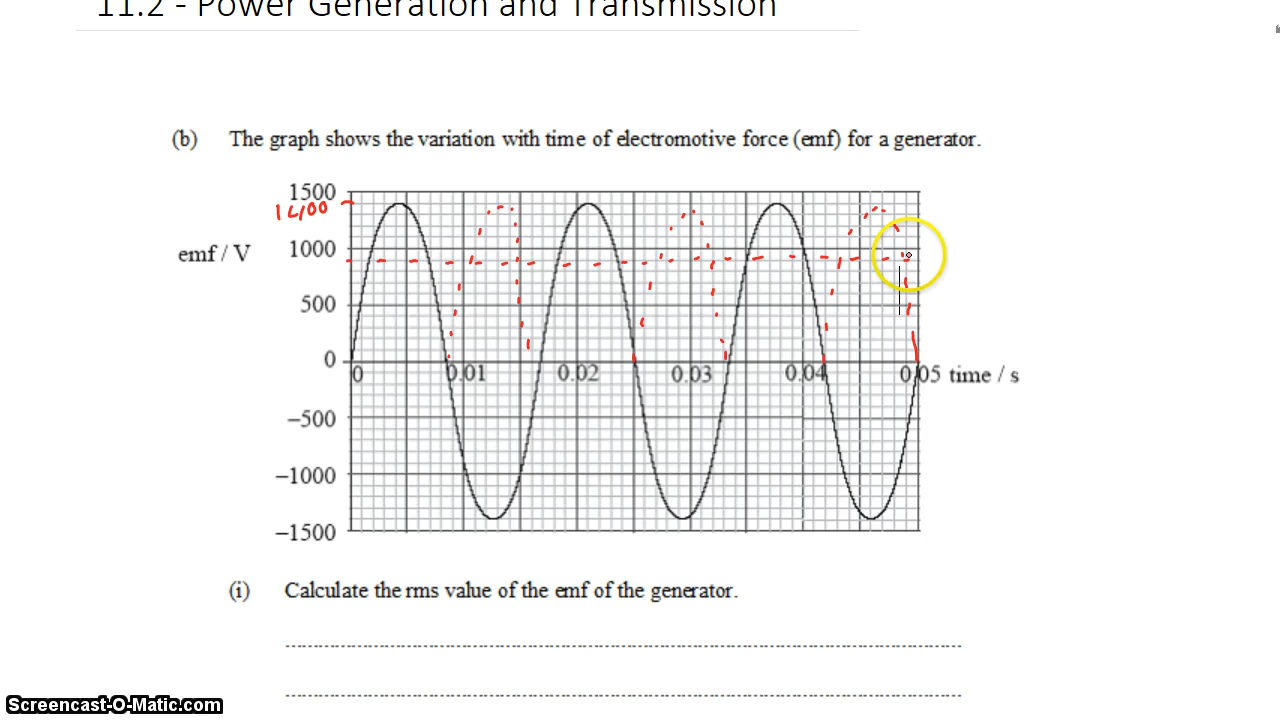 11.2 - Power Generation and Transmission
(b) The graph shows the variation with time of electromotive force (emf) for a generator.
1500
1400
emf / V 1000
500
0
0 0.01 0.02 0.03 0.04 0.05 time / s
−500
−1000
−1500
(i) Calculate the rms value of the emf of the generator.
Screencast-O-Matic.com